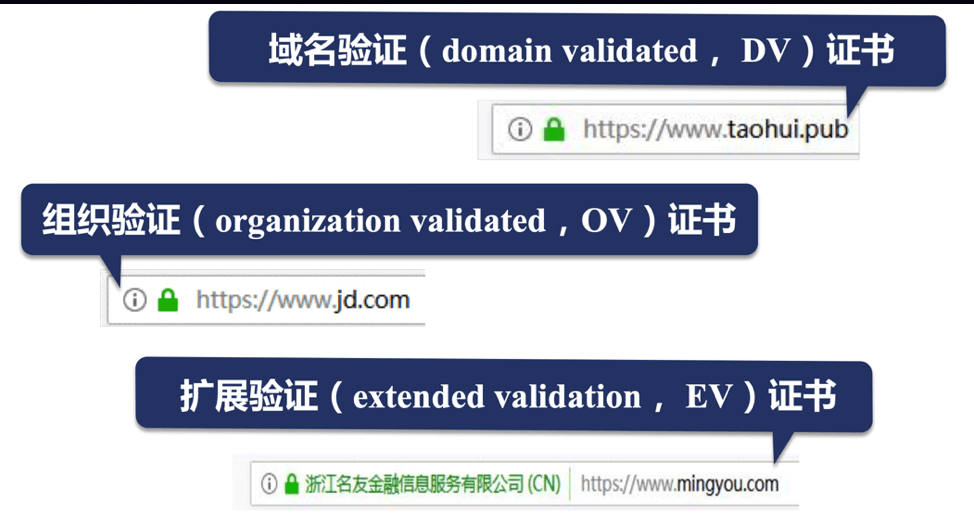 域名验证（domain validated， DV）证书
https://www.taohui.pub
组织验证（organization validated，OV）证书
https://www.jd.com
扩展验证（extended validation， EV）证书
浙江名友金融信息服务有限公司 (CN) https://www.mingyou.com